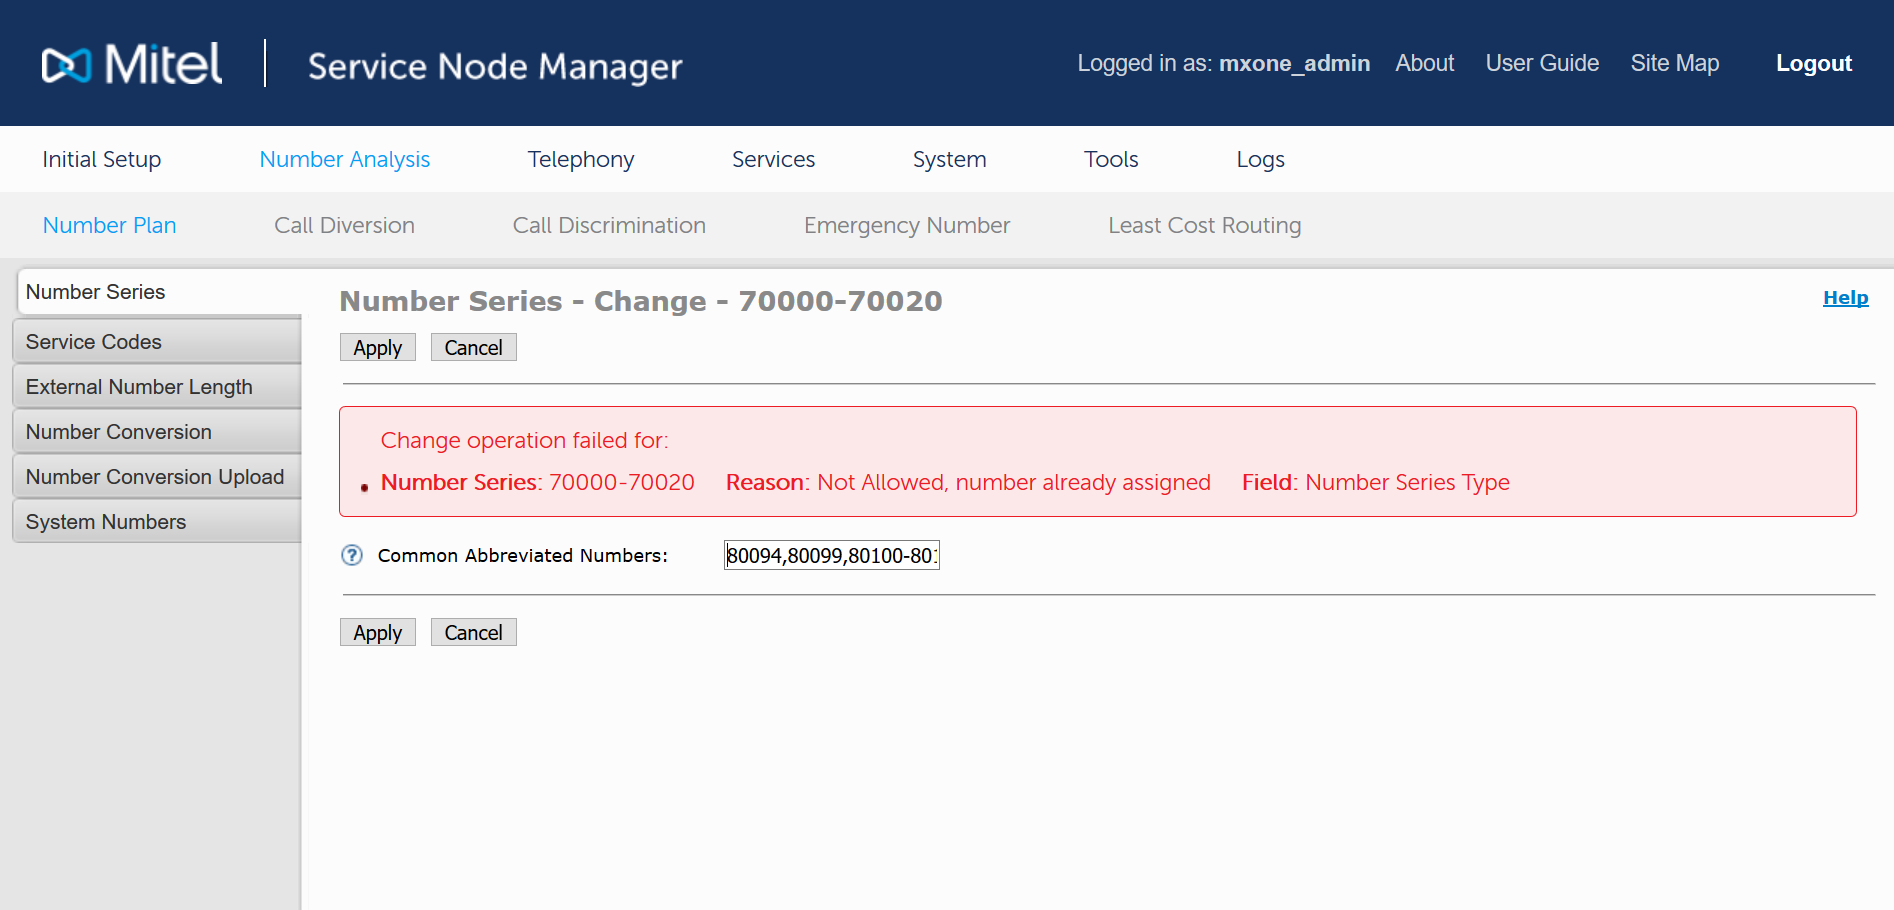 Mitel | Service Node Manager Logged in as: mxone_admin About User Guide Site Map Logout
Initial Setup Number Analysis Telephony Services System Tools Logs
Number Plan Call Diversion Call Discrimination Emergency Number Least Cost Routing
Number Series
Service Codes
External Number Length
Number Conversion
Number Conversion Upload
System Numbers
Number Series - Change - 70000-70020 Help
Apply Cancel
Change operation failed for:
Number Series: 70000-70020 Reason: Not Allowed, number already assigned Field: Number Series Type
? Common Abbreviated Numbers: 80094,80099,80100-80
Apply Cancel